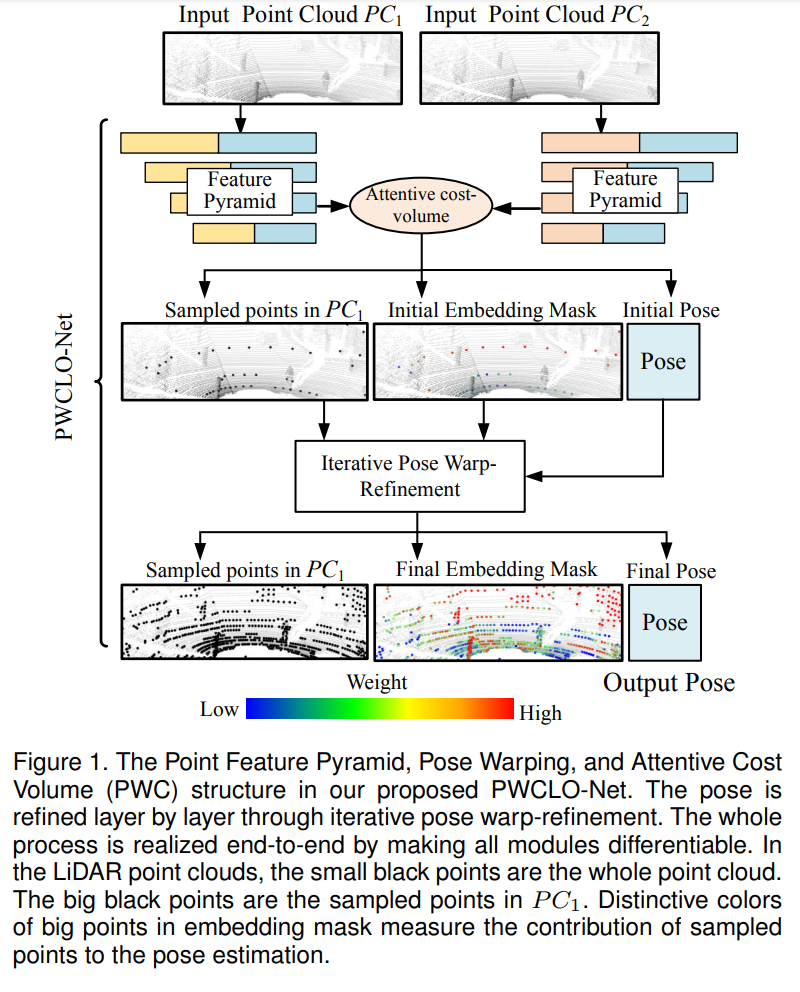 Input Point Cloud PC1
Input Point Cloud PC2
Feature
Pyramid
Attentive cost-
volume
Feature
Pyramid
PWCLO-Net
Sampled points in PC1
Initial Embedding Mask
Initial Pose
Pose
Iterative Pose Warp-
Refinement
Sampled points in PC1
Final Embedding Mask
Final Pose
Pose
Output Pose
Weight
Low
High
Figure 1. The Point Feature Pyramid, Pose Warping, and Attentive Cost
Volume (PWC) structure in our proposed PWCLO-Net. The pose is
refined layer by layer through iterative pose warp-refinement. The whole
process is realized end-to-end by making all modules differentiable. In
the LiDAR point clouds, the small black points are the whole point cloud.
The big black points are the sampled points in PC1. Distinctive colors
of big points in embedding mask measure the contribution of sampled
points to the pose estimation.